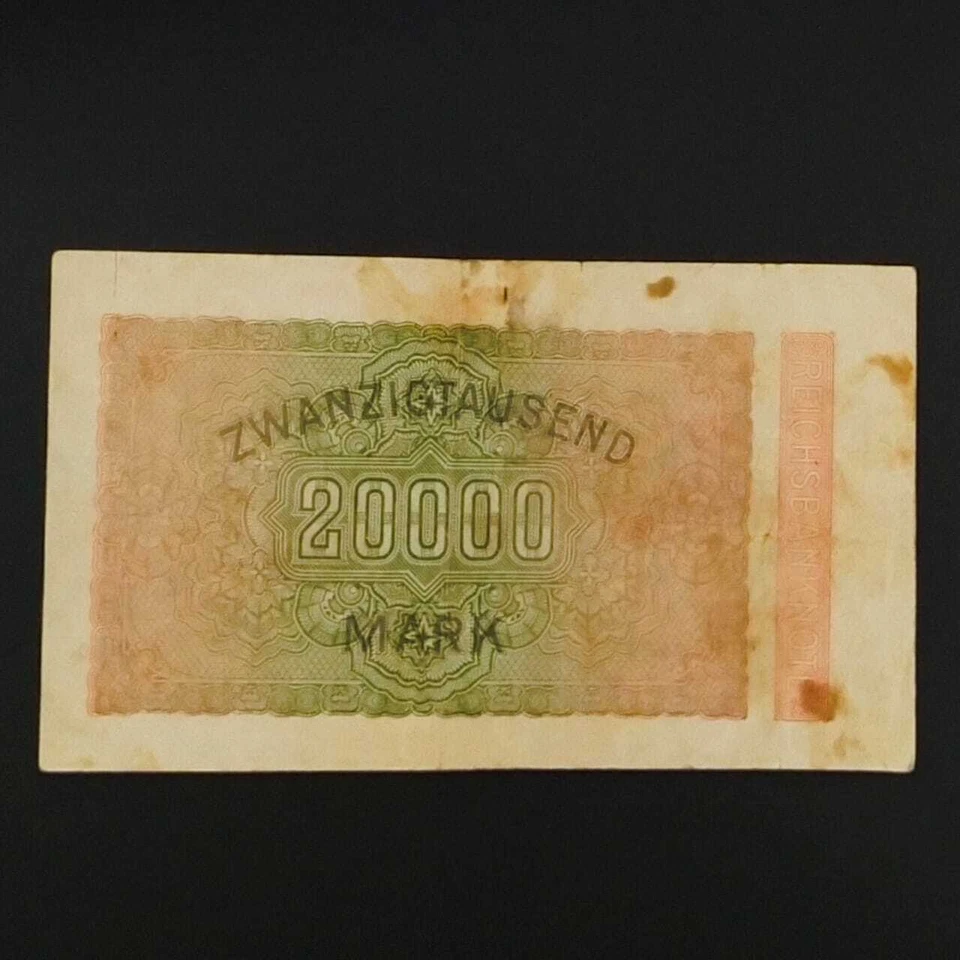 ZWANZIGTAUSEND
20000
MARK
REICHSBANKNOTE